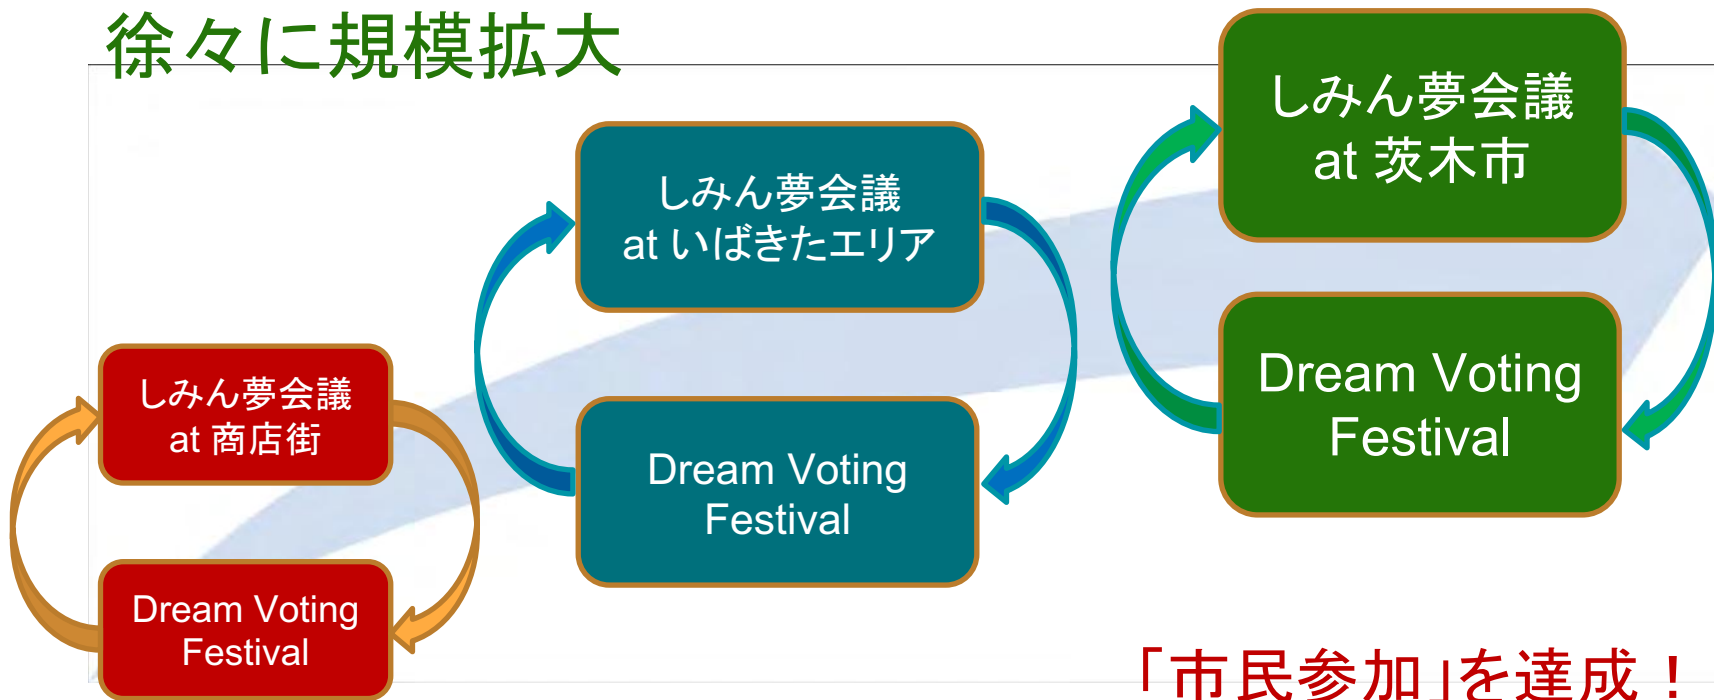 徐々に規模拡大
しみん夢会議
at 商店街
Dream Voting
Festival
しみん夢会議
at いばきたエリア
Dream Voting
Festival
しみん夢会議
at 茨木市
Dream Voting
Festival
「市民参加」を達成！